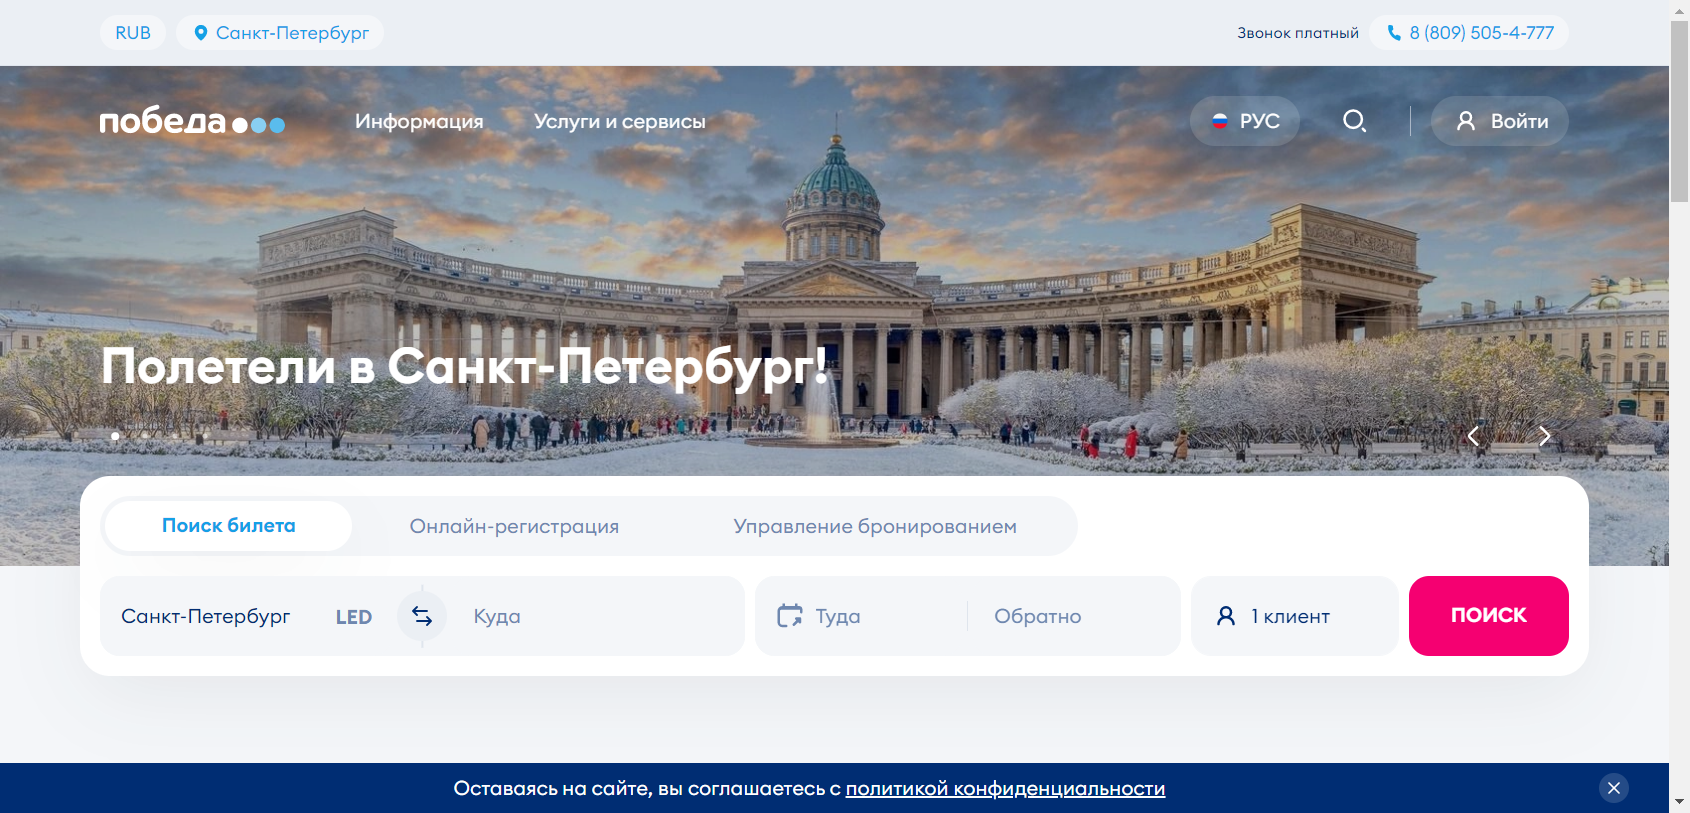 RUB
Санкт-Петербург
Звонок платный
8 (809) 505-4-777
победа
Информация
Услуги и сервисы
РУС
Войти
Полетели в Санкт-Петербург!
Поиск билета
Онлайн-регистрация
Управление бронированием
Санкт-Петербург LED
Куда
Туда
Обратно
1 клиент
ПОИСК
Оставаясь на сайте, вы соглашаетесь с политикой конфиденциальности